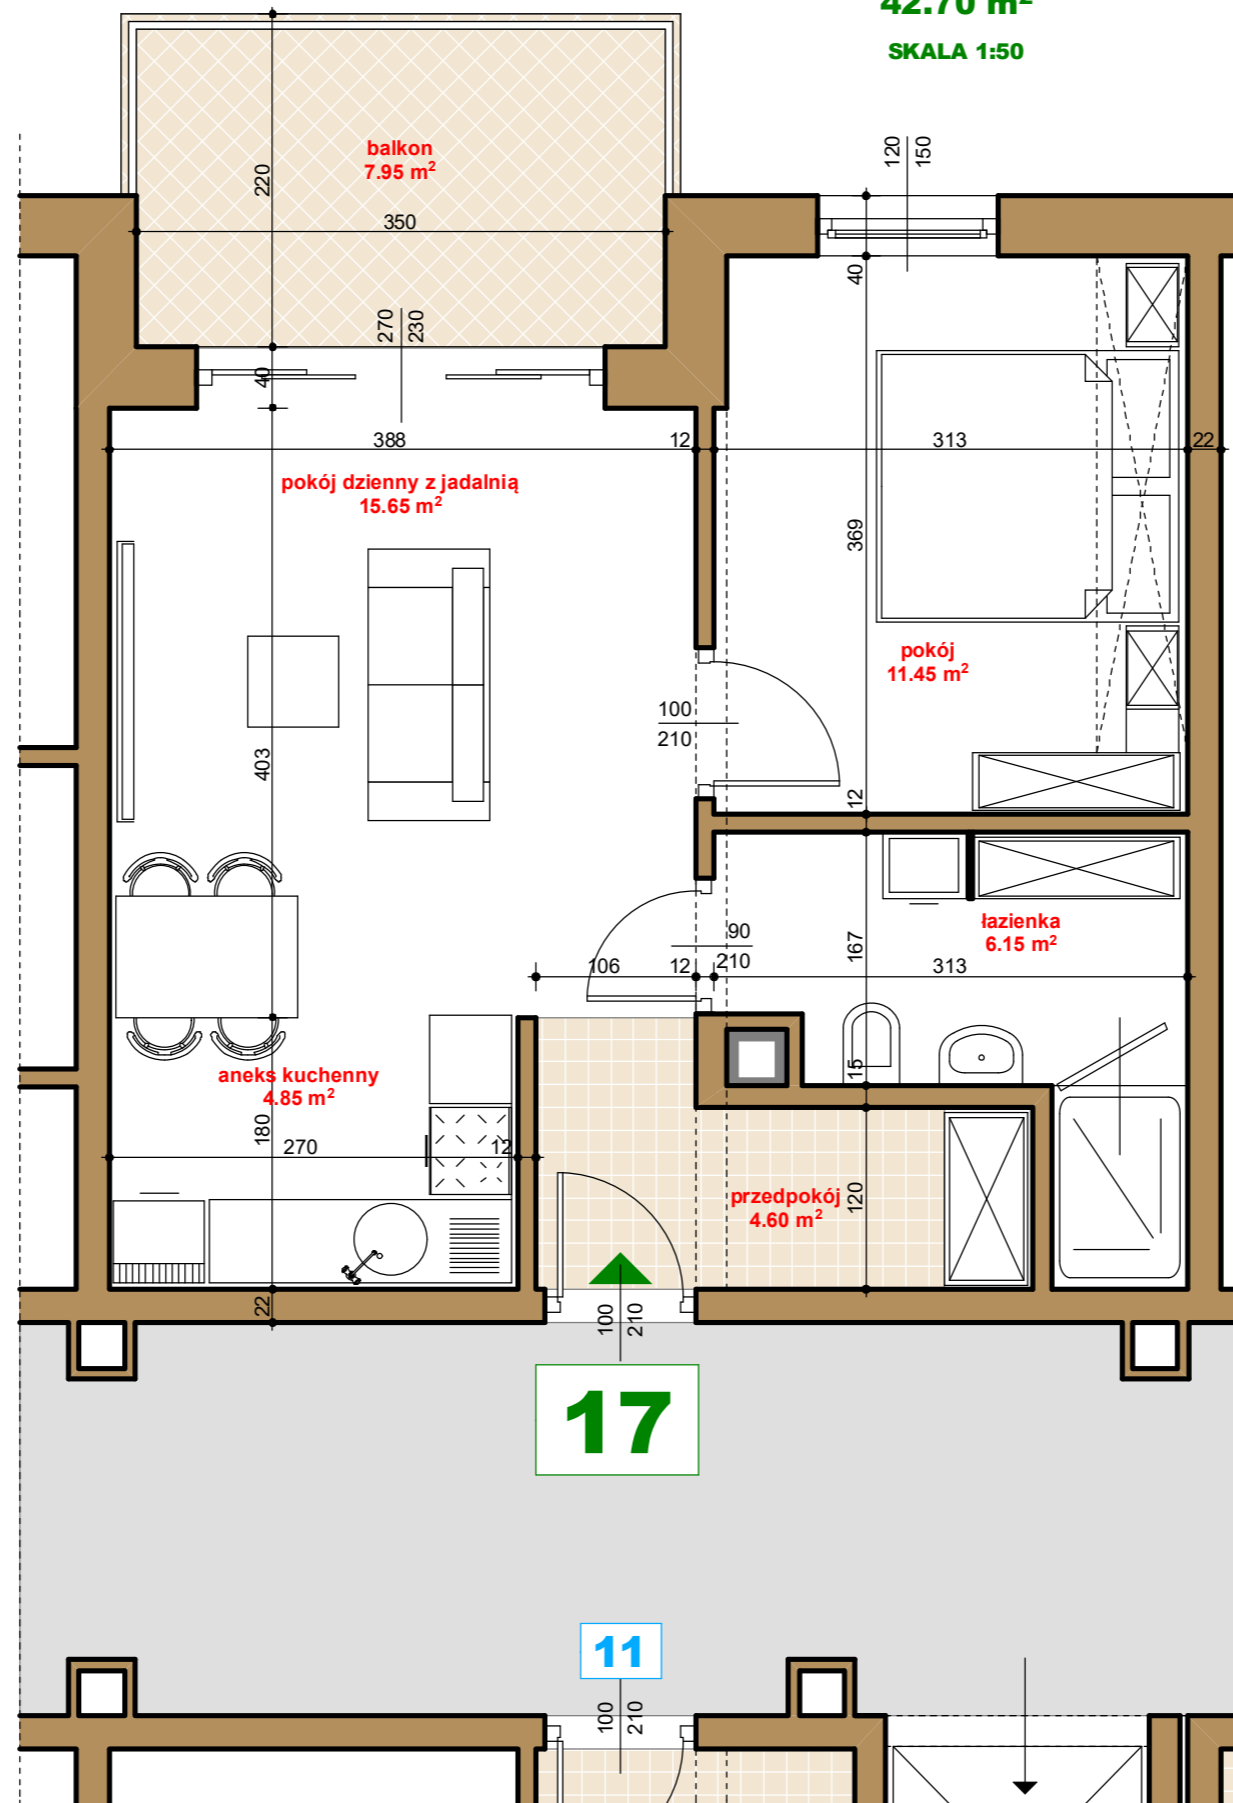 42.70 m²
SKALA 1:50
balkon
7.95 m²
220
350
120
150
40
270
230
40
388
12
313
22
pokój dzienny z jadalnią
15.65 m²
369
pokój
11.45 m²
100
210
403
12
łazienka
6.15 m²
90
210
167
106
12
313
15
aneks kuchenny
4.85 m²
180
270
12
przedpokój
4.60 m²
120
22
100
210
17
11
100
210